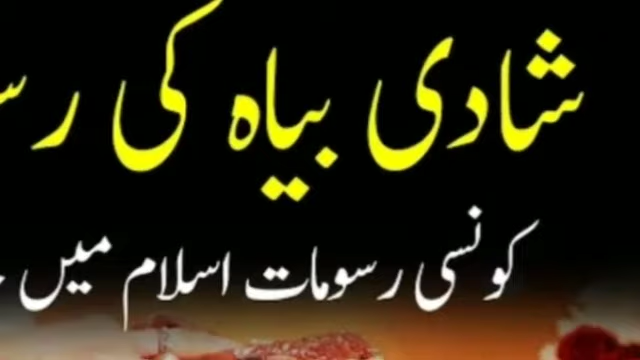 شادی بیاہ کی
کونسی رسومات اسلام میں